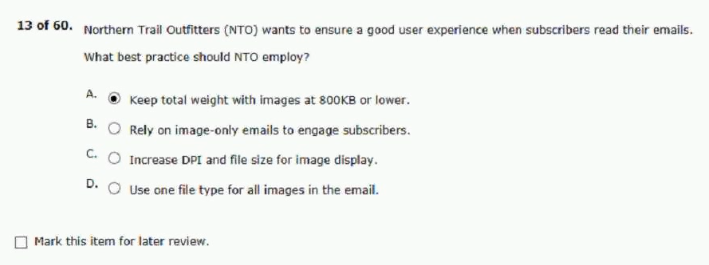 13 of 60. Northern Trail Outfitters (NTO) wants to ensure a good user experience when subscribers read their emails.
What best practice should NTO employ?
A. Keep total weight with images at 800KB or lower.
B. Rely on image-only emails to engage subscribers.
C. Increase DPI and file size for image display.
D. Use one file type for all images in the email.
Mark this item for later review.